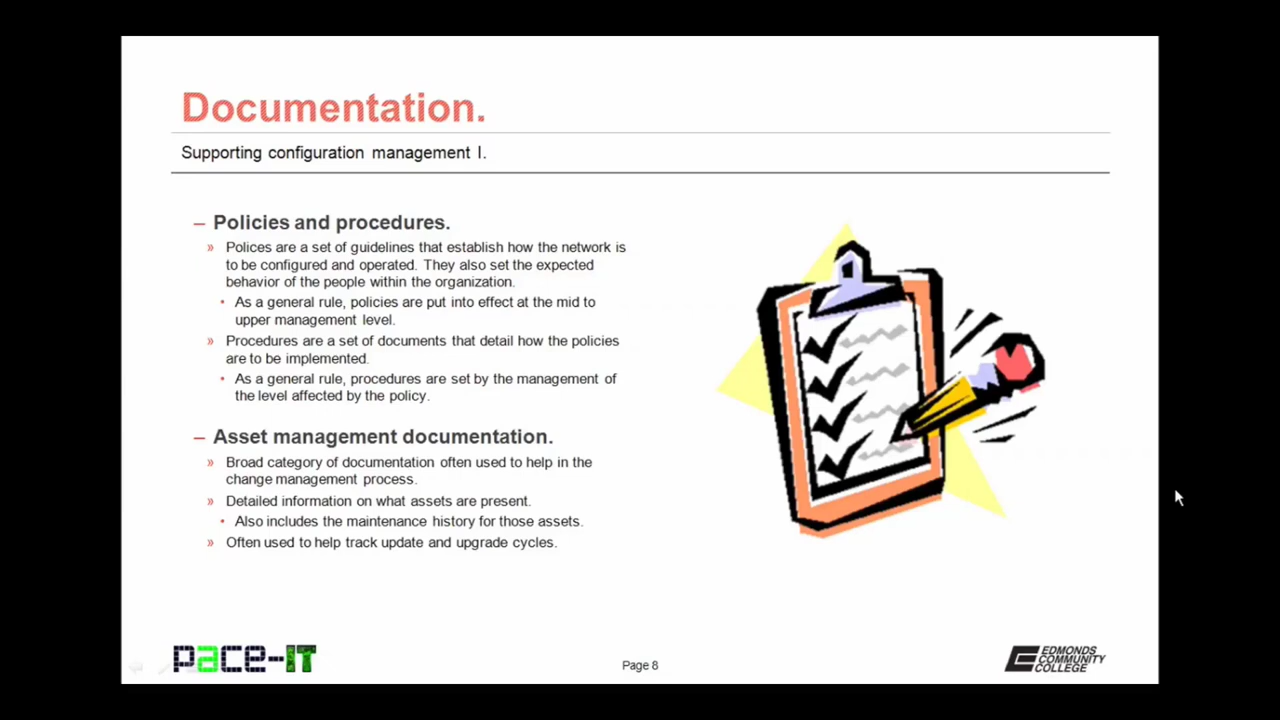 Documentation.
Supporting configuration management I.
– Policies and procedures.
» Polices are a set of guidelines that establish how the network is
to be configured and operated. They also set the expected
behavior of the people within the organization.
• As a general rule, policies are put into effect at the mid to
upper management level.
» Procedures are a set of documents that detail how the policies
are to be implemented.
• As a general rule, procedures are set by the management of
the level affected by the policy.
– Asset management documentation.
» Broad category of documentation often used to help in the
change management process.
» Detailed information on what assets are present.
• Also includes the maintenance history for those assets.
» Often used to help track update and upgrade cycles.
pace-IT
Page 8
EDMONDS
COMMUNITY
COLLEGE